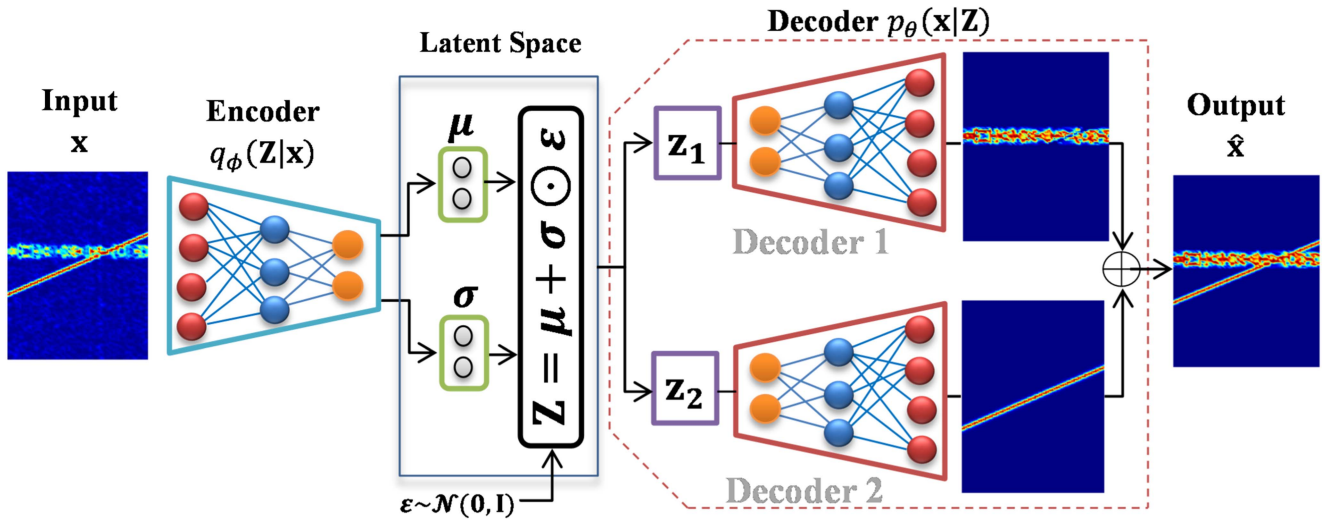 Input
x
Encoder
qϕ(Z|x)
Latent Space
μ
σ
Z = μ + σ ⊙ ε
ε~𝒩(0, I)
Decoder pθ(x|Z)
z₁
Decoder 1
z₂
Decoder 2
Output
x̂